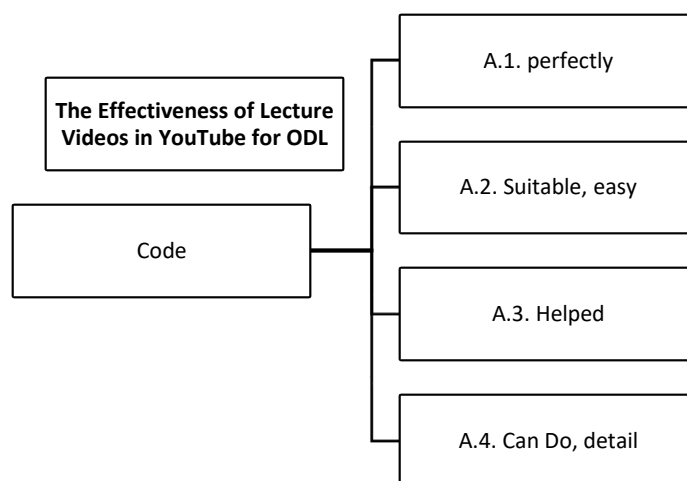 The Effectiveness of Lecture
Videos in YouTube for ODL
Code
A.1. perfectly
A.2. Suitable, easy
A.3. Helped
A.4. Can Do, detail